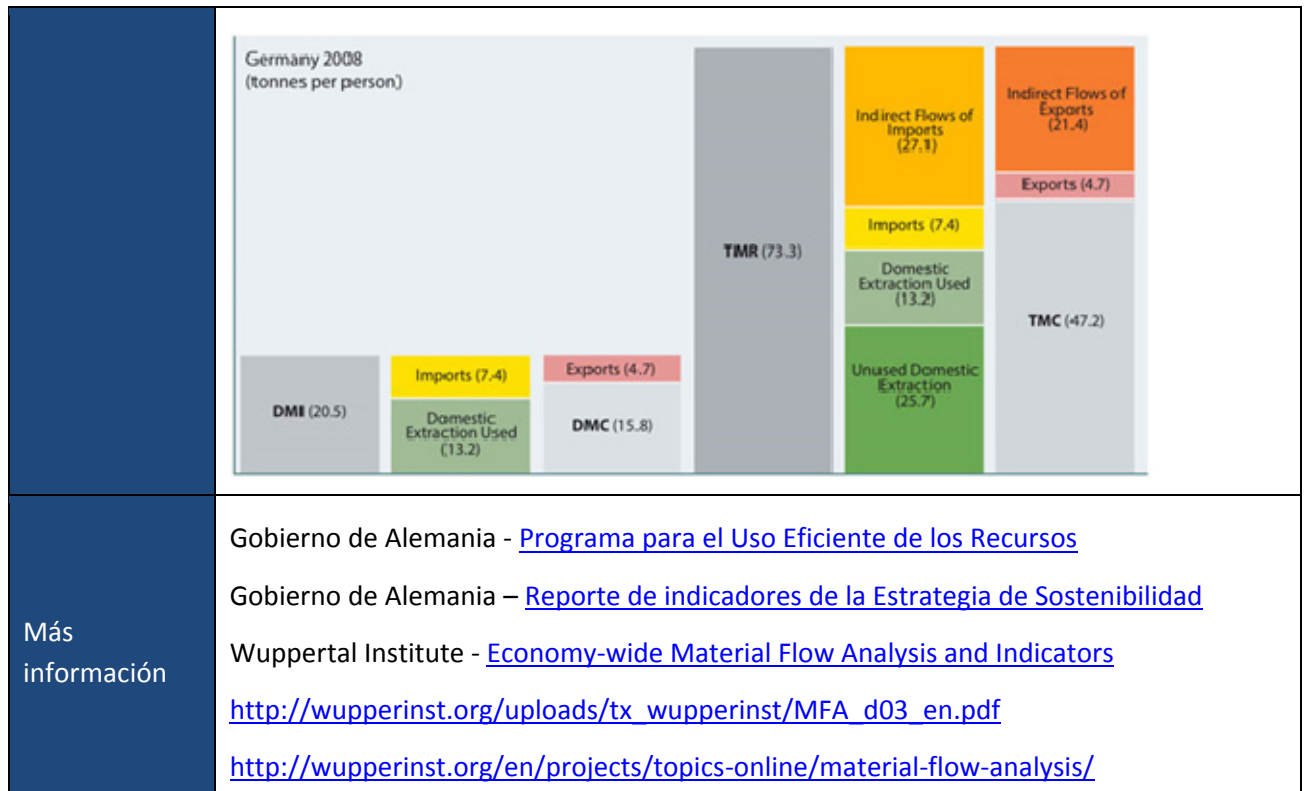 Germany 2008
(tonnes per person)
DMI (20.5)
Imports (7.4)
Domestic
Extraction Used
(13.2)
Exports (4.7)
DMC (15.8)
TMR (73.3)
Indirect Flows of
Imports
(27.1)
Imports (7.4)
Domestic
Extraction Used
(13.2)
Unused Domestic
Extraction
(25.7)
Indirect Flows of
Exports
(21.4)
Exports (4.7)
TMC (47.2)
Más
información
Gobierno de Alemania - Programa para el Uso Eficiente de los Recursos
Gobierno de Alemania – Reporte de indicadores de la Estrategia de Sostenibilidad
Wuppertal Institute - Economy-wide Material Flow Analysis and Indicators
http://wupperinst.org/uploads/tx_wupperinst/MFA_d03_en.pdf
http://wupperinst.org/en/projects/topics-online/material-flow-analysis/